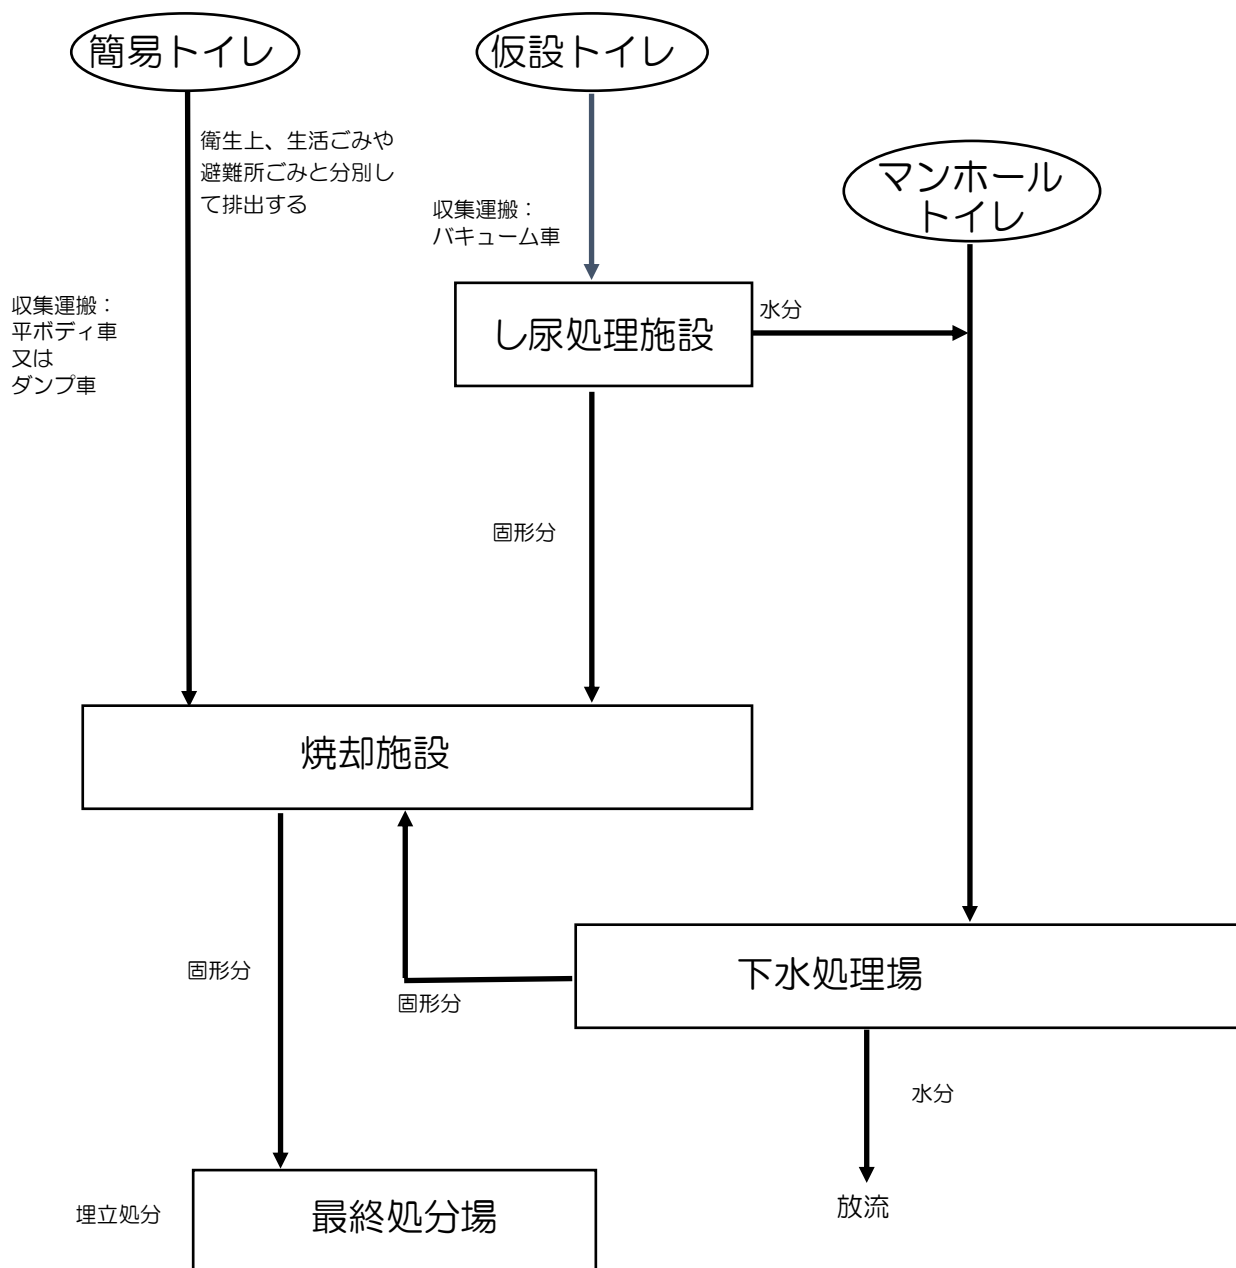 簡易トイレ
仮設トイレ
衛生上、生活ごみや
避難所ごみと分別し
て排出する
マンホール
トイレ
収集運搬：
バキューム車
収集運搬：
平ボディ車
又は
ダンプ車
し尿処理施設
水分
固形分
焼却施設
下水処理場
固形分
固形分
水分
埋立処分
最終処分場
放流